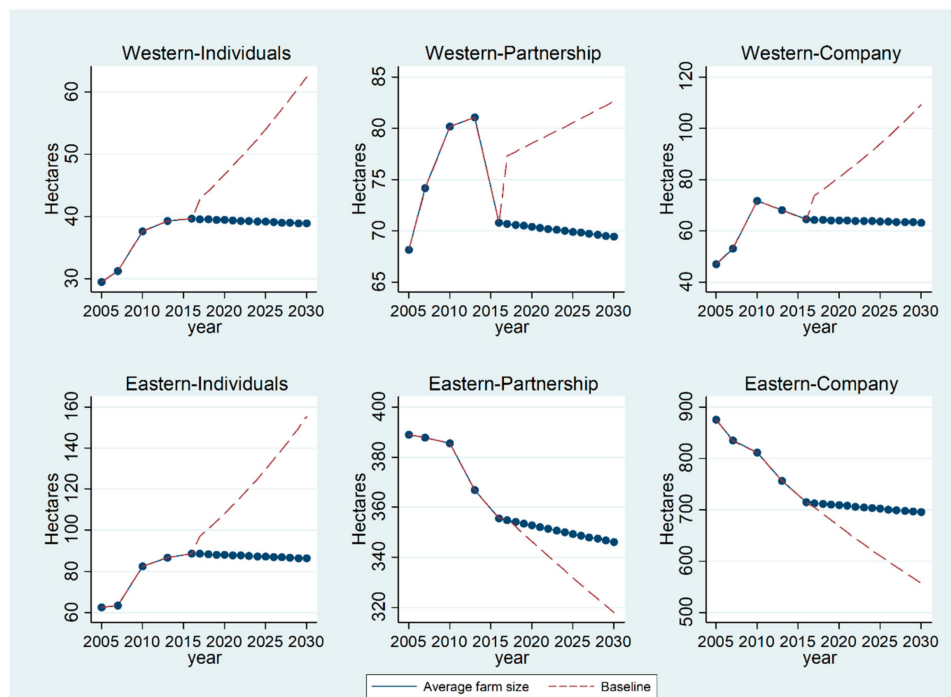 Western-Individuals
Hectares
60
50
40
30
2005 2010 2015 2020 2025 2030
year
Western-Partnership
Hectares
85
80
75
70
65
2005 2010 2015 2020 2025 2030
year
Western-Company
Hectares
120
100
80
60
40
2005 2010 2015 2020 2025 2030
year
Eastern-Individuals
Hectares
160
140
120
100
80
60
2005 2010 2015 2020 2025 2030
year
Eastern-Partnership
Hectares
400
380
360
340
320
2005 2010 2015 2020 2025 2030
year
Eastern-Company
Hectares
900
800
700
600
500
2005 2010 2015 2020 2025 2030
year
Average farm size Baseline